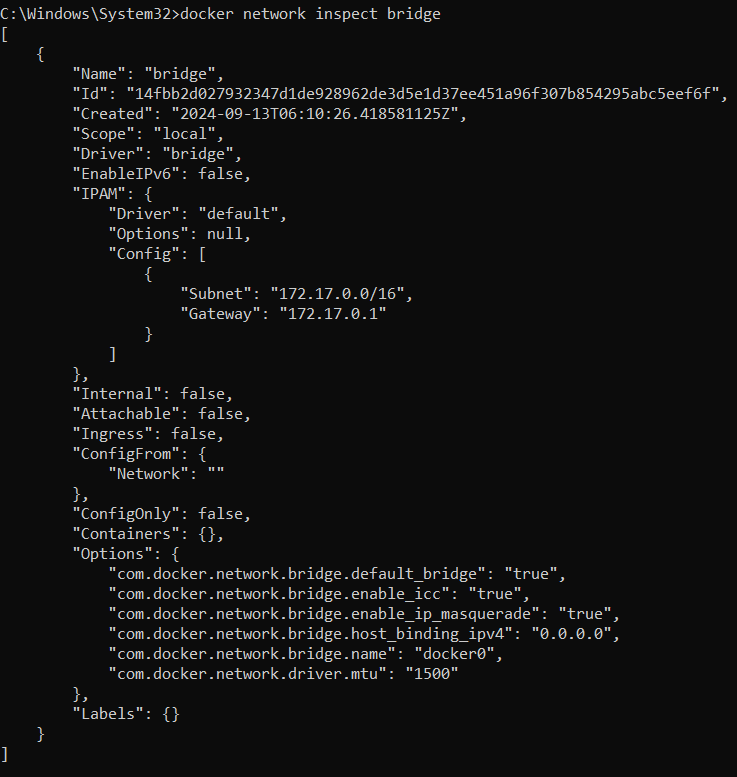 C:\Windows\System32>docker network inspect bridge
[
    {
        "Name": "bridge",
        "Id": "14fbb2d027932347d1de928962de3d5e1d37ee451a96f307b854295abc5eef6f",
        "Created": "2024-09-13T06:10:26.418581125Z",
        "Scope": "local",
        "Driver": "bridge",
        "EnableIPv6": false,
        "IPAM": {
            "Driver": "default",
            "Options": null,
            "Config": [
                {
                    "Subnet": "172.17.0.0/16",
                    "Gateway": "172.17.0.1"
                }
            ]
        },
        "Internal": false,
        "Attachable": false,
        "Ingress": false,
        "ConfigFrom": {
            "Network": ""
        },
        "ConfigOnly": false,
        "Containers": {},
        "Options": {
            "com.docker.network.bridge.default_bridge": "true",
            "com.docker.network.bridge.enable_icc": "true",
            "com.docker.network.bridge.enable_ip_masquerade": "true",
            "com.docker.network.bridge.host_binding_ipv4": "0.0.0.0",
            "com.docker.network.bridge.name": "docker0",
            "com.docker.network.driver.mtu": "1500"
        },
        "Labels": {}
    }
]